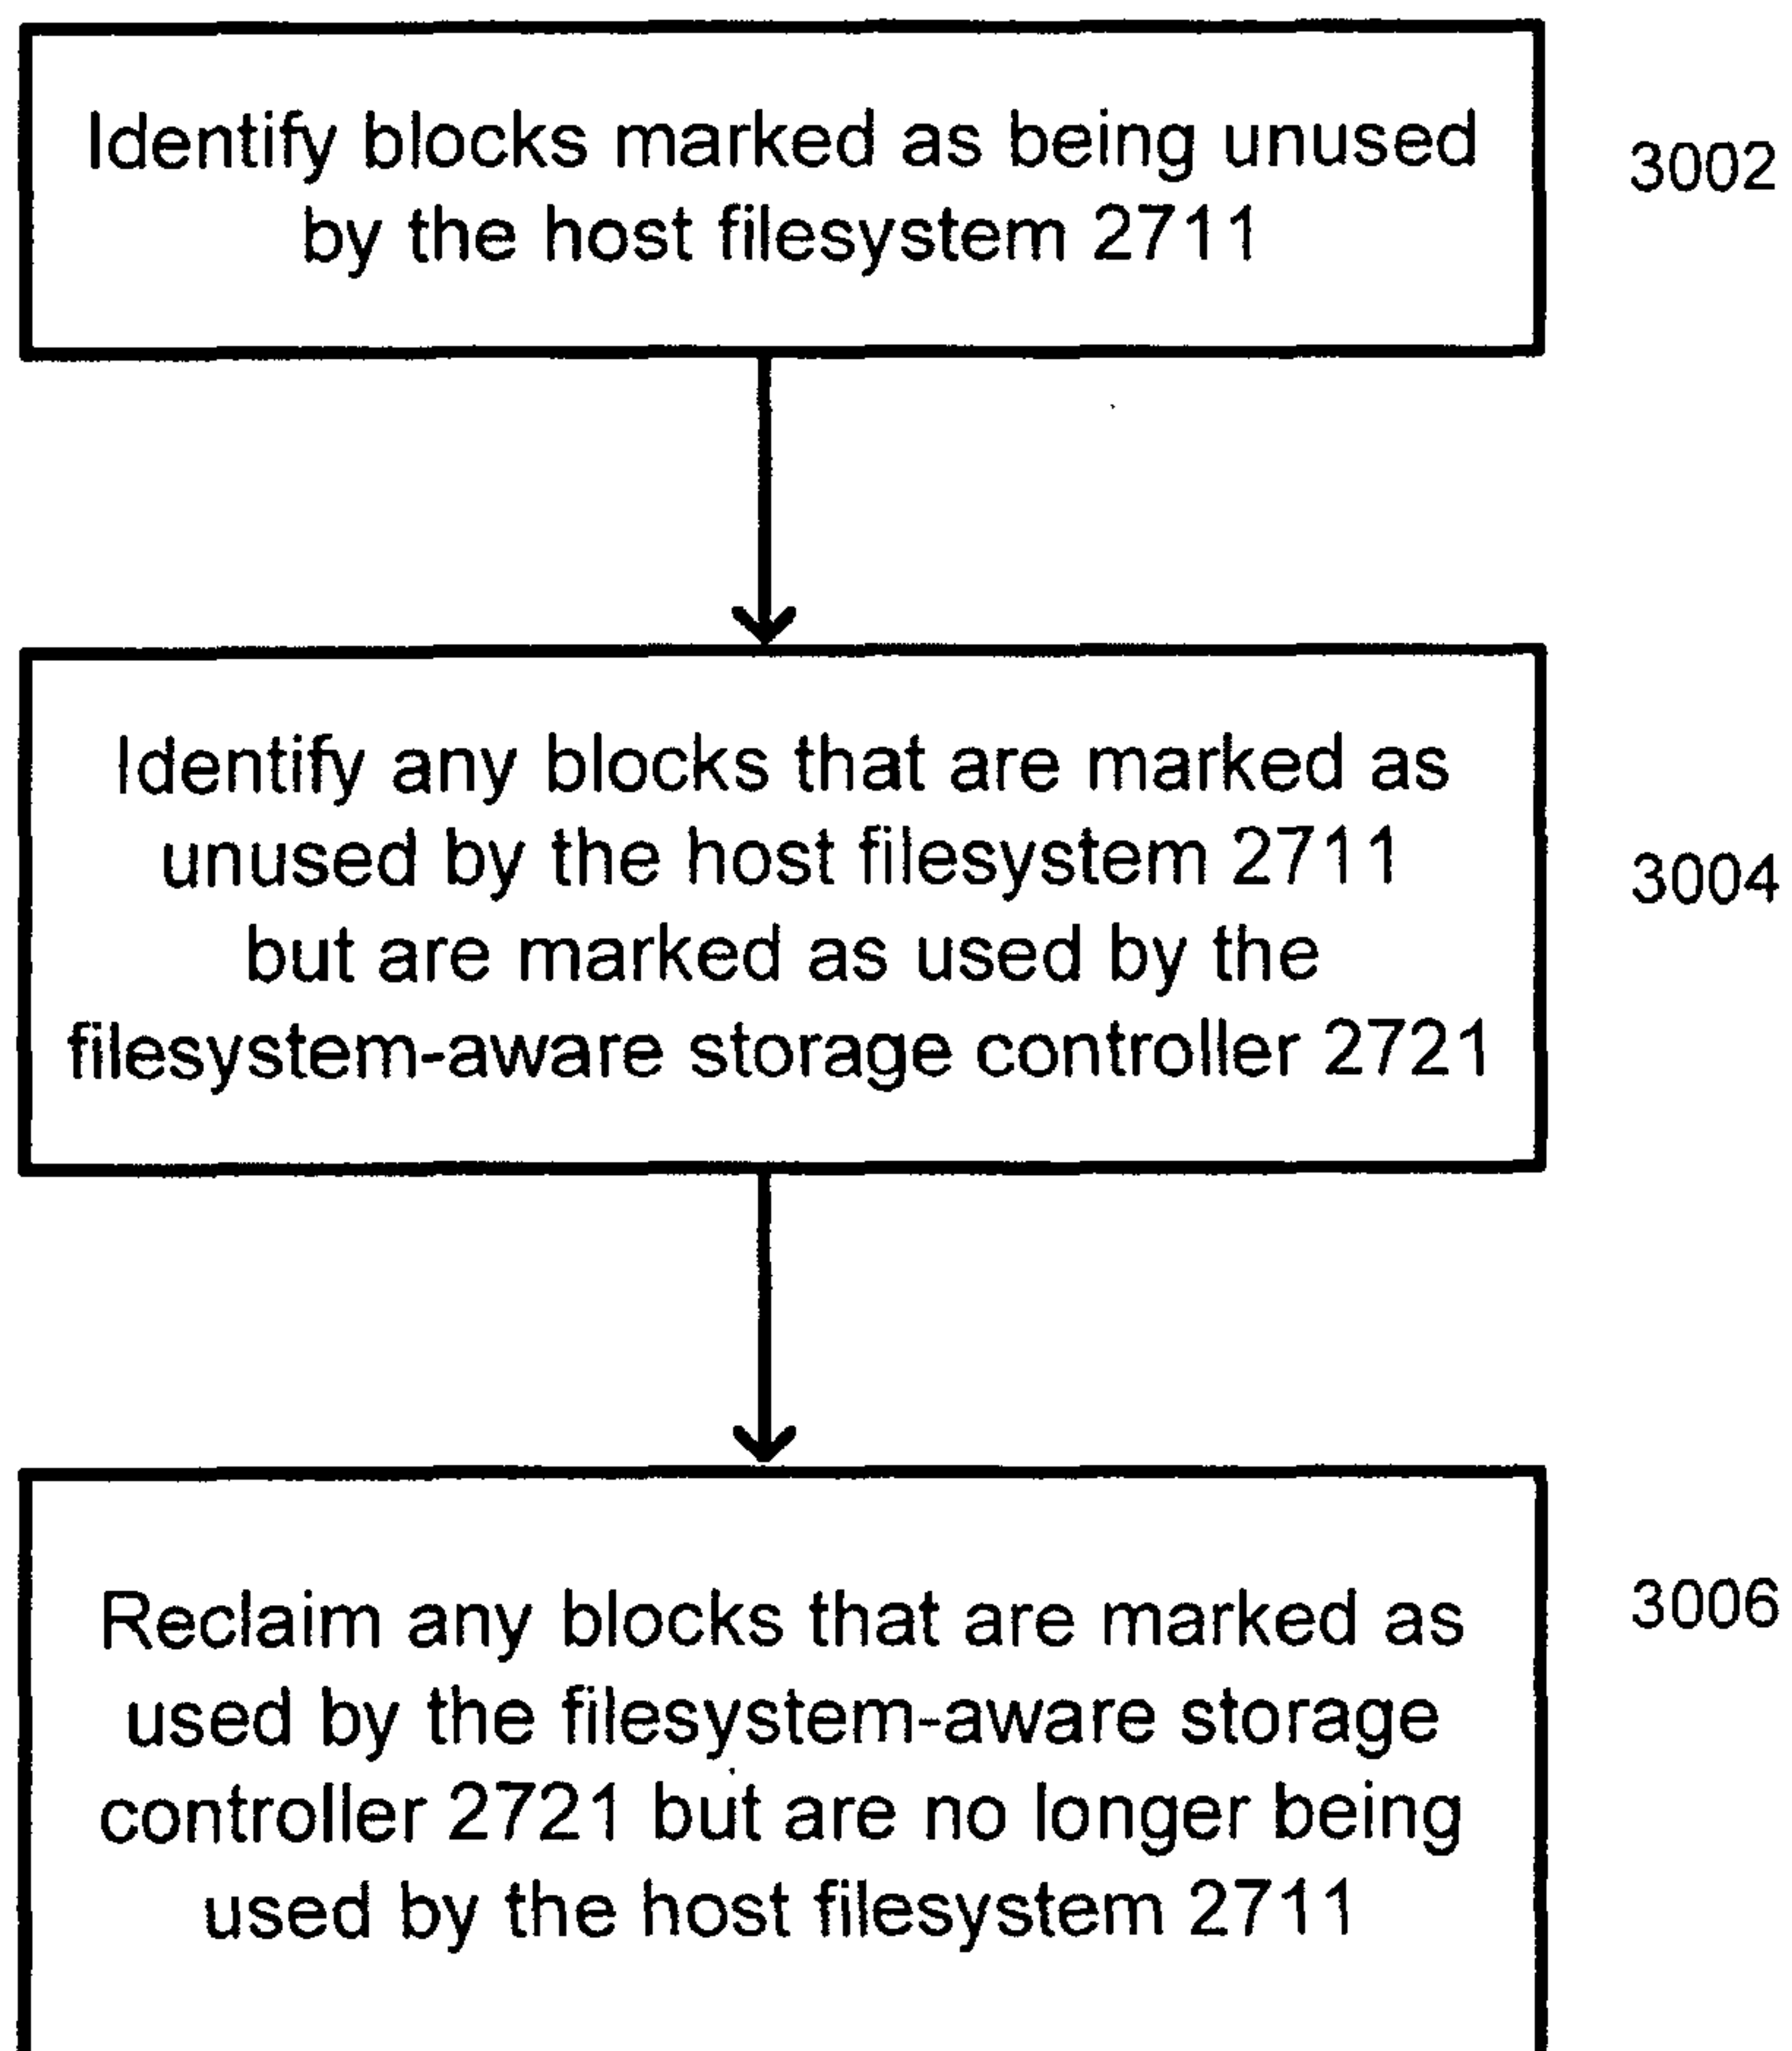 Identify blocks marked as being unused
by the host filesystem 2711
3002
Identify any blocks that are marked as
unused by the host filesystem 2711
but are marked as used by the
filesystem-aware storage controller 2721
3004
Reclaim any blocks that are marked as
used by the filesystem-aware storage
controller 2721 but are no longer being
used by the host filesystem 2711
3006